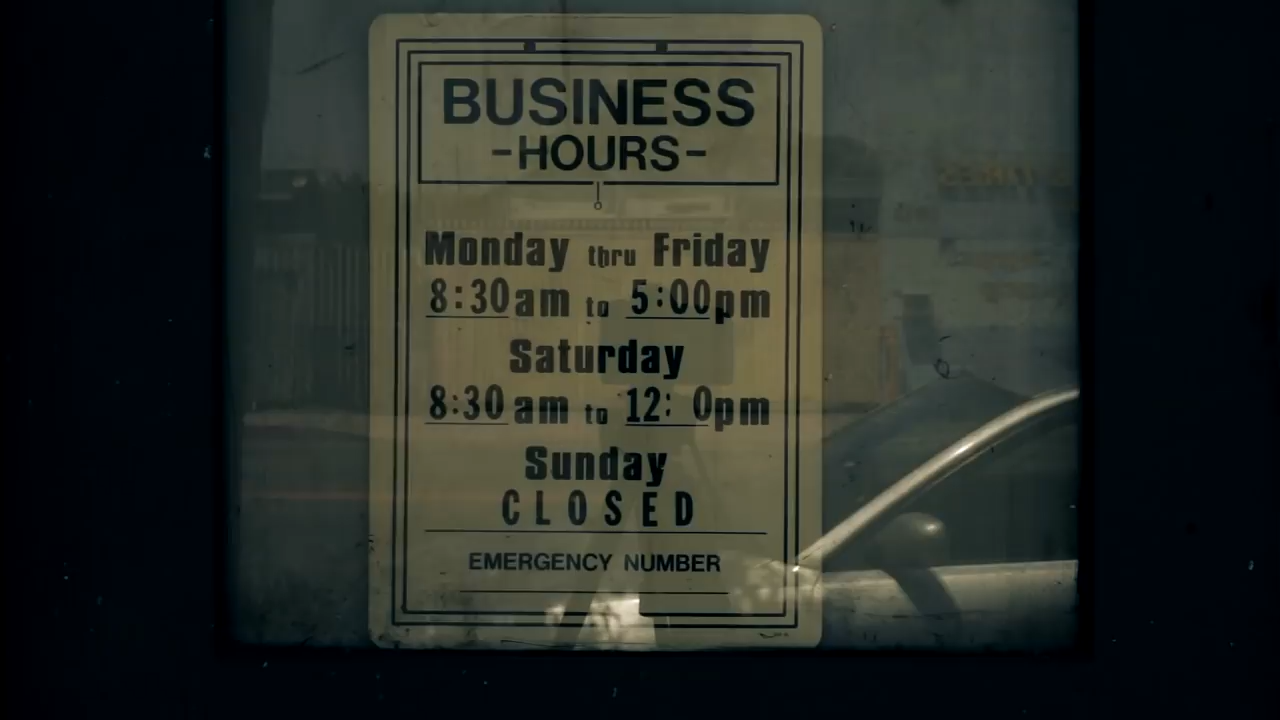 BUSINESS
-HOURS-
Monday thru Friday
8:30am to 5:00pm
Saturday
8:30am to 12: 0pm
Sunday
CLOSED
EMERGENCY NUMBER